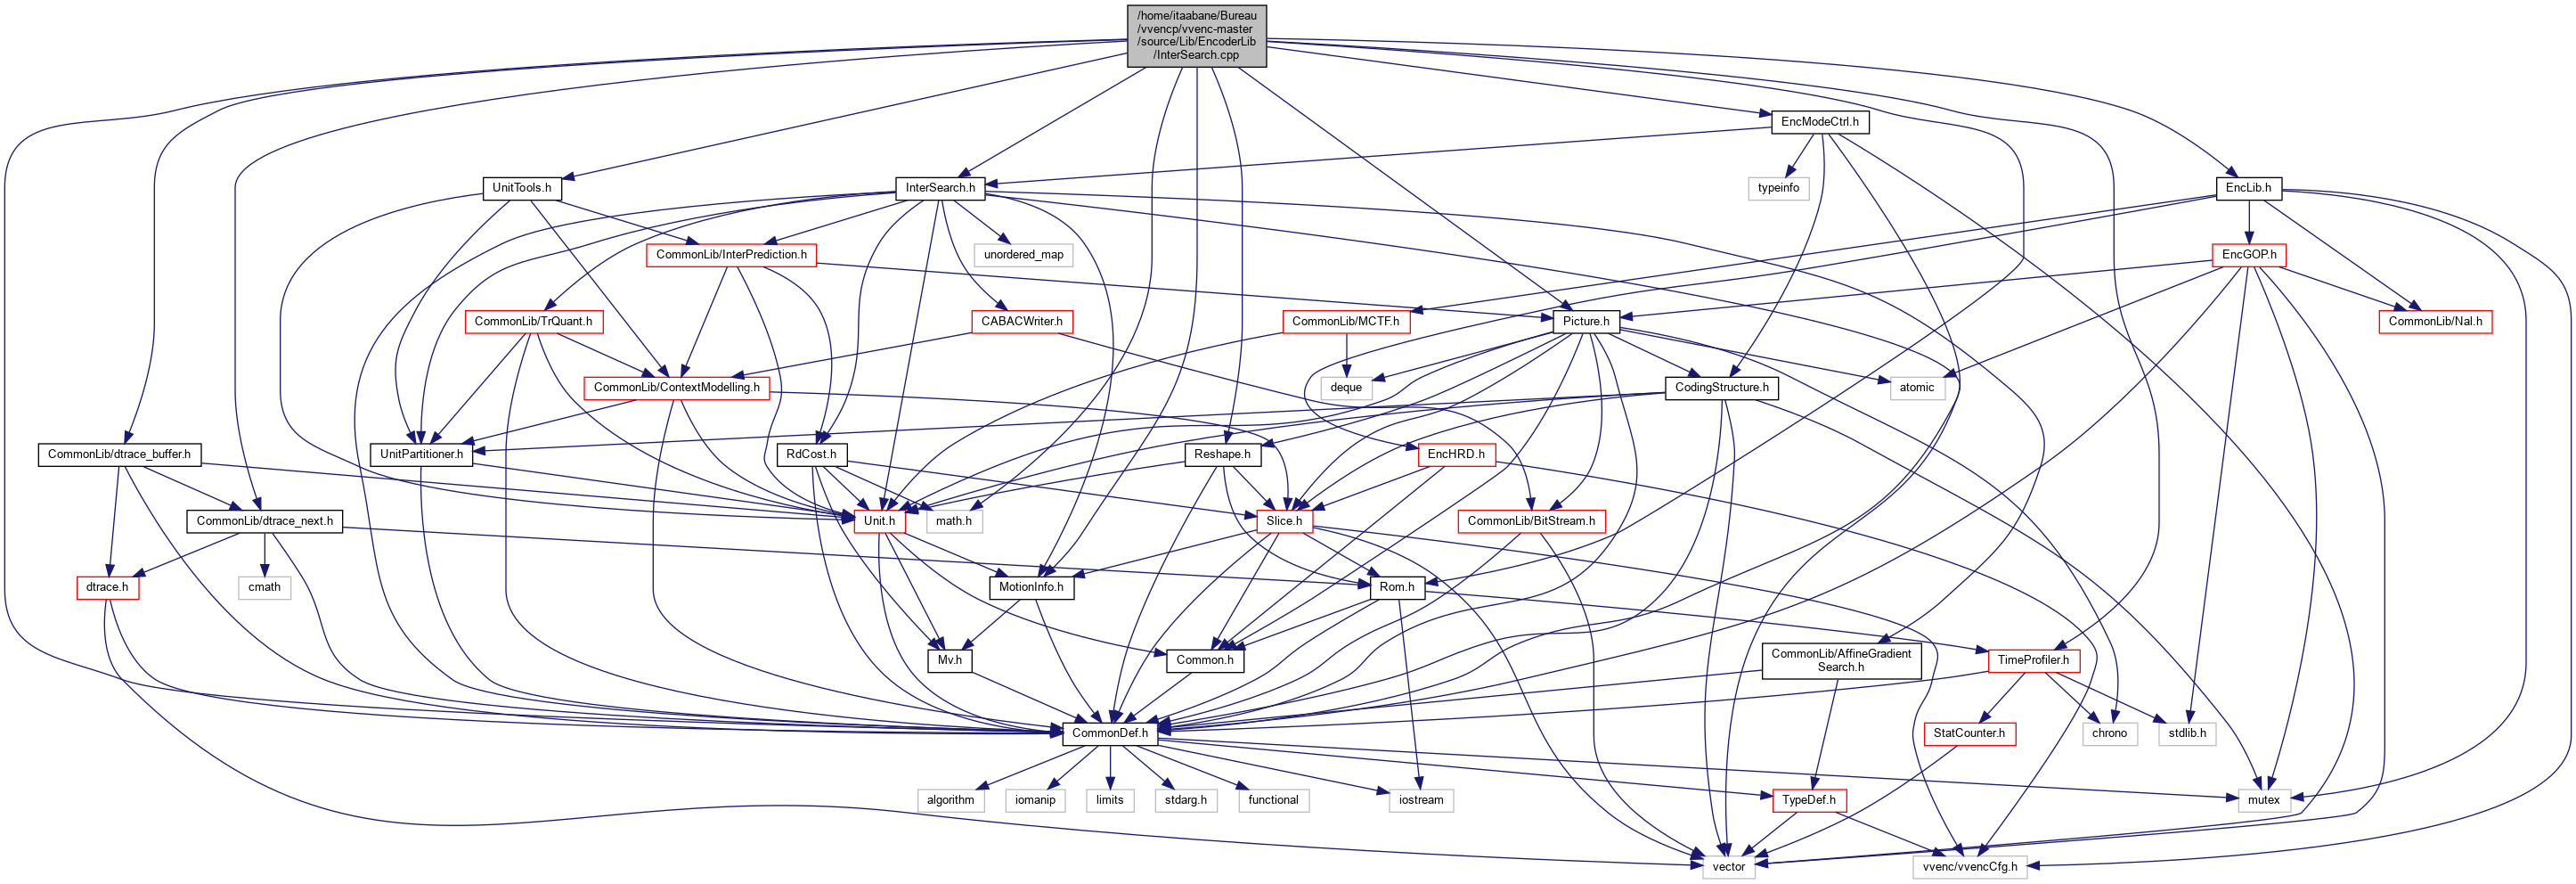 /home/itaabane/Bureau
/vvencp/vvenc-master
/source/Lib/EncoderLib
/InterSearch.cpp
EncModeCtrl.h
UnitTools.h
InterSearch.h
typeinfo
EncLib.h
CommonLib/InterPrediction.h
unordered_map
EncGOP.h
CommonLib/TrQuant.h
CABACWriter.h
CommonLib/MCTF.h
Picture.h
CommonLib/Nal.h
CommonLib/ContextModelling.h
deque
CodingStructure.h
atomic
CommonLib/dtrace_buffer.h
UnitPartitioner.h
RdCost.h
Reshape.h
EncHRD.h
CommonLib/dtrace_next.h
Unit.h
math.h
Slice.h
CommonLib/BitStream.h
dtrace.h
cmath
MotionInfo.h
Rom.h
Mv.h
Common.h
CommonLib/AffineGradient
Search.h
TimeProfiler.h
CommonDef.h
StatCounter.h
chrono
stdlib.h
algorithm
iomanip
limits
stdarg.h
functional
iostream
TypeDef.h
mutex
vector
vvenc/vvencCfg.h